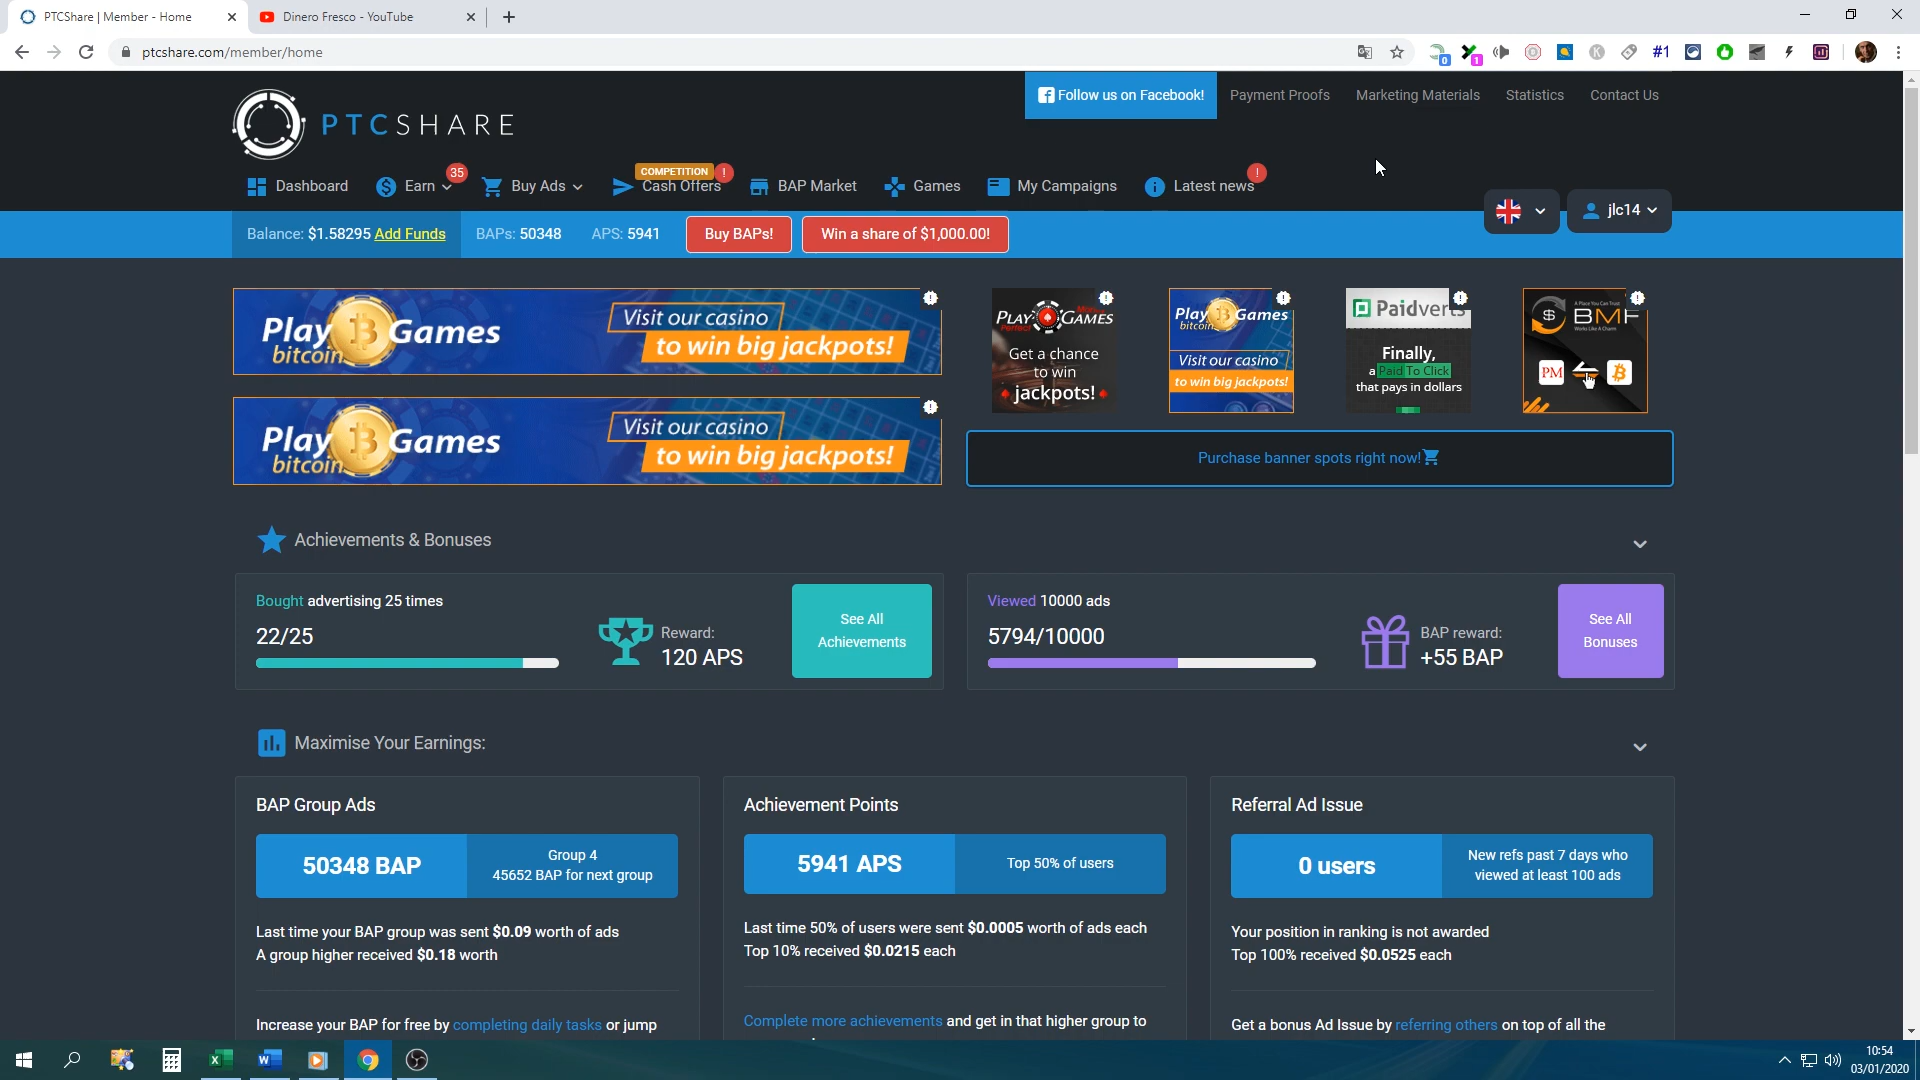 PTCShare | Member - Home
Dinero Fresco - YouTube
ptcshare.com/member/home
0
1
#1
Follow us on Facebook!
Payment Proofs
Marketing Materials
Statistics
Contact Us
PTCSHARE
Dashboard
Earn
35
Buy Ads
COMPETITION
!
Cash Offers
BAP Market
Games
My Campaigns
Latest news
!
jlc14
Balance: $1.58295 Add Funds
BAPs: 50348
APS: 5941
Buy BAPs!
Win a share of $1,000.00!
Play Games
bitcoin
Visit our casino
to win big jackpots!
PLAY GAMES
Perfect Money
Get a chance
to win
jackpots!
Play Games
bitcoin
Visit our casino
to win big jackpots!
Paidverts
Finally,
a Paid To Click
that pays in dollars
A Place You Can Trust
BMF
Works Like A Charm
PM
Play Games
bitcoin
Visit our casino
to win big jackpots!
Purchase banner spots right now!
Achievements & Bonuses
Bought advertising 25 times
22/25
Reward:
120 APS
See All
Achievements
Viewed 10000 ads
5794/10000
BAP reward:
+55 BAP
See All
Bonuses
Maximise Your Earnings:
BAP Group Ads
50348 BAP
Group 4
45652 BAP for next group
Last time your BAP group was sent $0.09 worth of ads
A group higher received $0.18 worth
Increase your BAP for free by completing daily tasks or jump
Achievement Points
5941 APS
Top 50% of users
Last time 50% of users were sent $0.0005 worth of ads each
Top 10% received $0.0215 each
Complete more achievements and get in that higher group to
Referral Ad Issue
0 users
New refs past 7 days who
viewed at least 100 ads
Your position in ranking is not awarded
Top 100% received $0.0525 each
Get a bonus Ad Issue by referring others on top of all the
10:54
03/01/2020